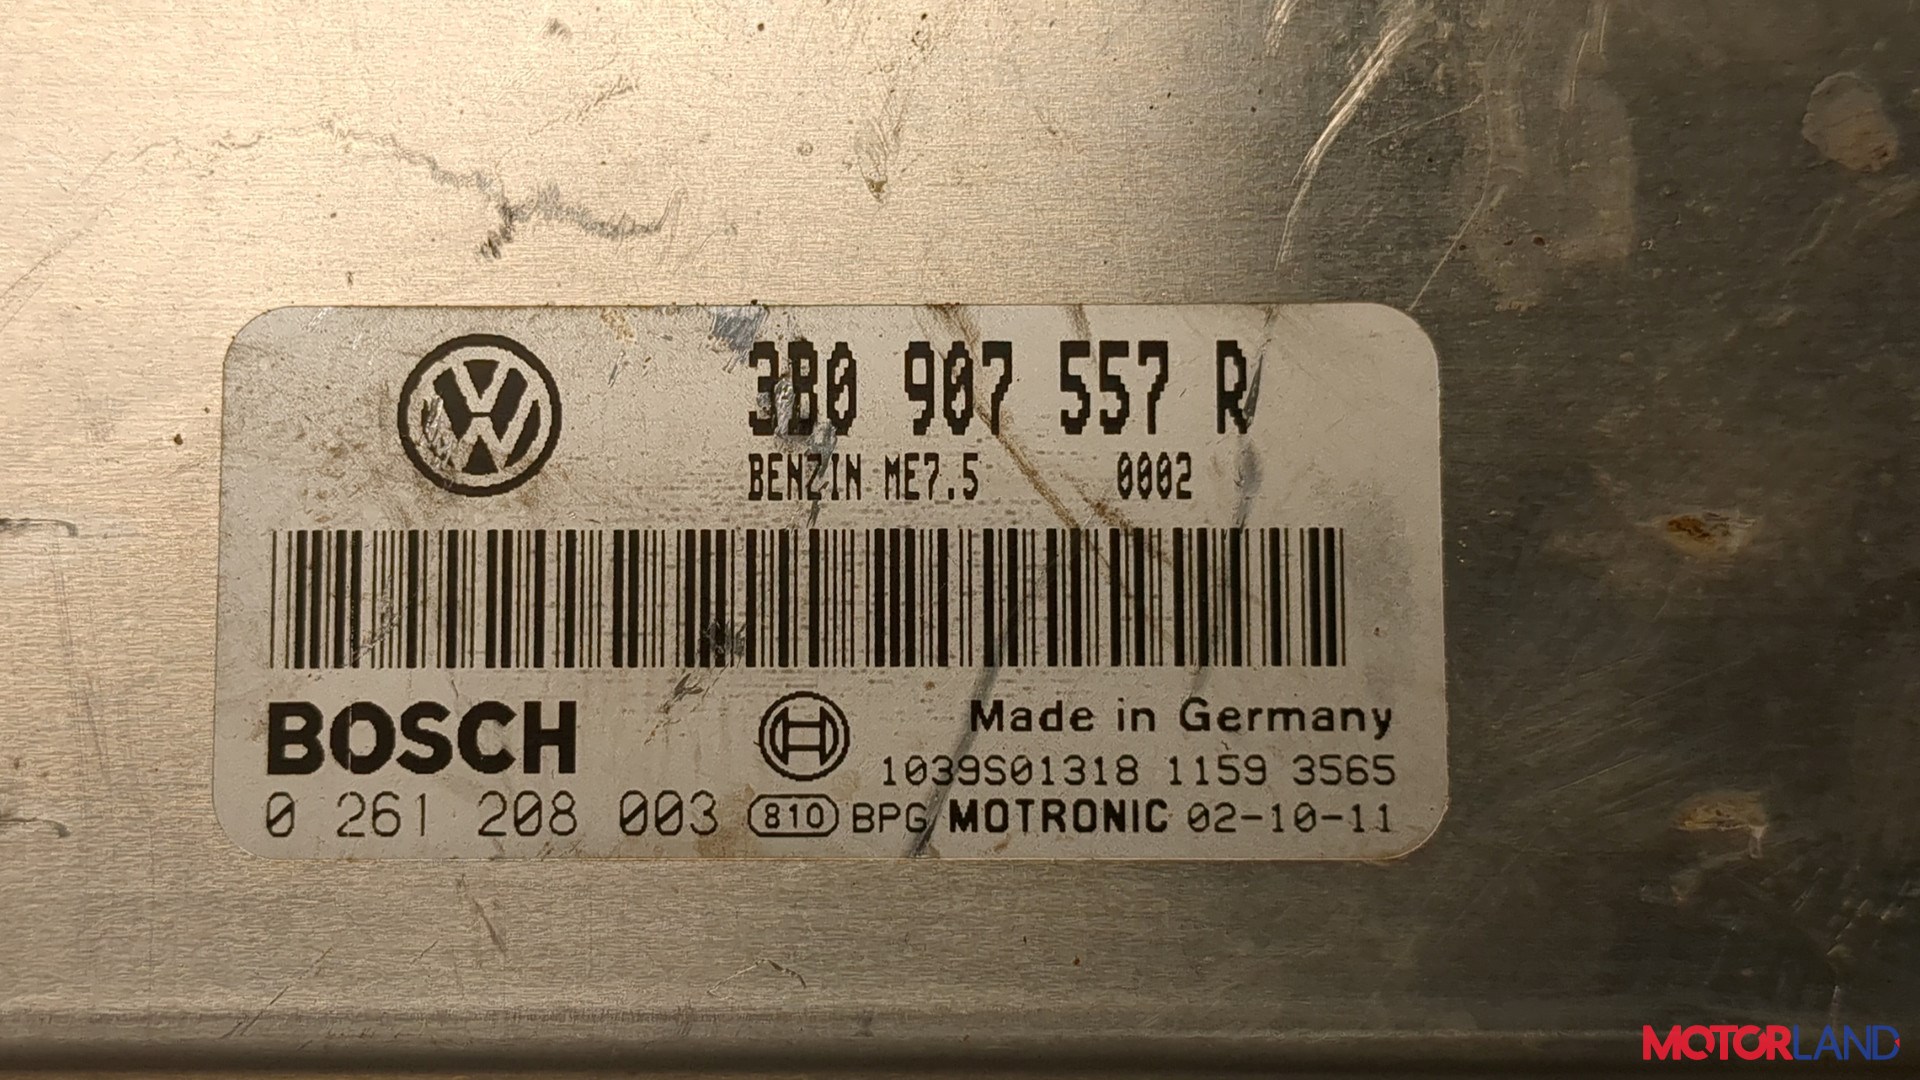 3B0 907 557 R
BENZIN ME7.5 0002
BOSCH
Made in Germany
1039S01318 1159 3565
0 261 208 003 810 BPG MOTRONIC 02-10-11
MOTORLAND